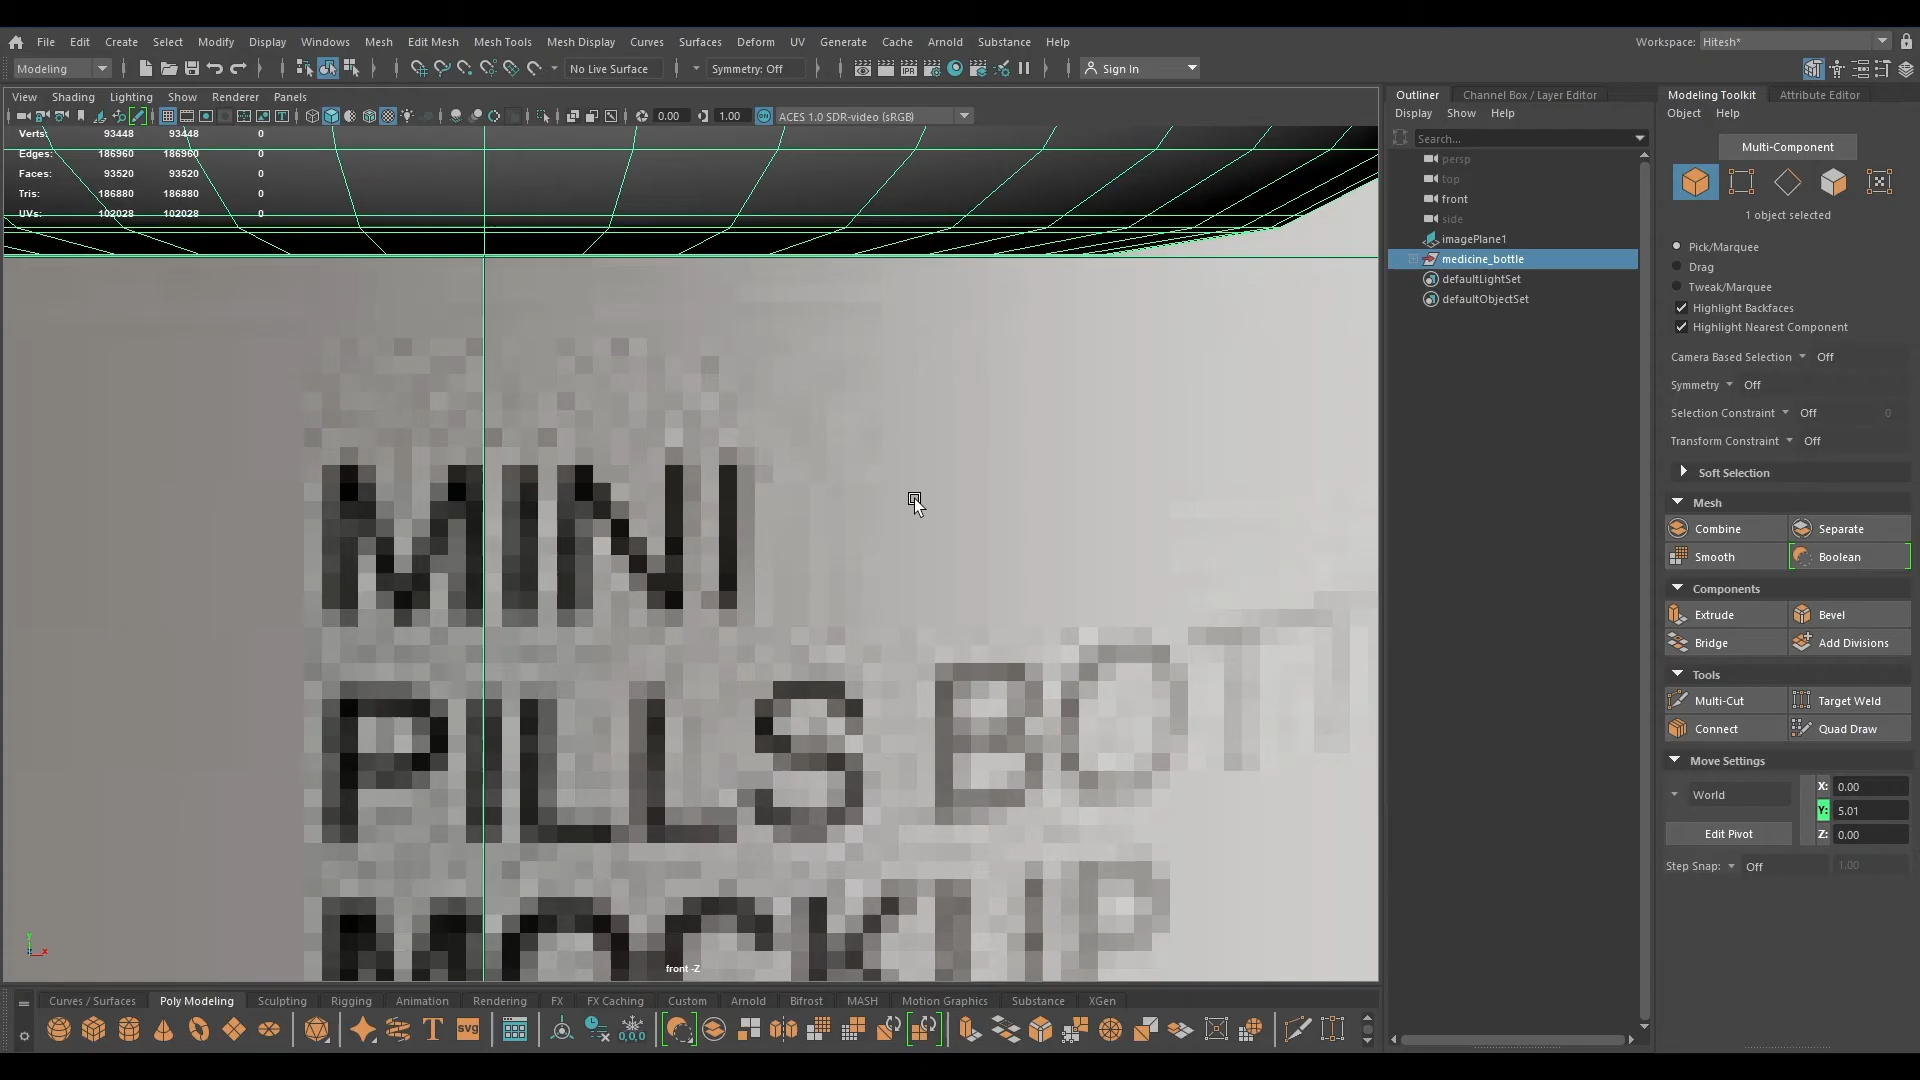 File Edit Create Select Modify Display Windows Mesh Edit Mesh Mesh Tools Mesh Display Curves Surfaces Deform UV Generate Cache Arnold Substance Help
Workspace: Hitesh*
Modeling No Live Surface Symmetry: Off Sign In
View Shading Lighting Show Renderer Panels
0.00 1.00 ACES 1.0 SDR-video (sRGB)
Verts: 93448 93448 0
Edges: 186960 186960 0
Faces: 93520 93520 0
Tris: 186880 186880 0
UVs: 102028 102028 0
MINI
PILLS
MOCKUP
front -Z
y
x
Outliner Channel Box / Layer Editor
Display Show Help
Search...
persp
top
front
side
imagePlane1
medicine_bottle
defaultLightSet
defaultObjectSet
Modeling Toolkit Attribute Editor
Object Help
Multi-Component
1 object selected
Pick/Marquee
Drag
Tweak/Marquee
Highlight Backfaces
Highlight Nearest Component
Camera Based Selection Off
Symmetry Off
Selection Constraint Off 0
Transform Constraint Off
Soft Selection
Mesh
Combine Separate
Smooth Boolean
Components
Extrude Bevel
Bridge Add Divisions
Tools
Multi-Cut Target Weld
Connect Quad Draw
Move Settings
World X: 0.00
Y: 5.01
Edit Pivot Z: 0.00
Step Snap: Off 1.00
Curves / Surfaces Poly Modeling Sculpting Rigging Animation Rendering FX FX Caching Custom Arnold Bifrost MASH Motion Graphics Substance XGen
T svg 0,0,0